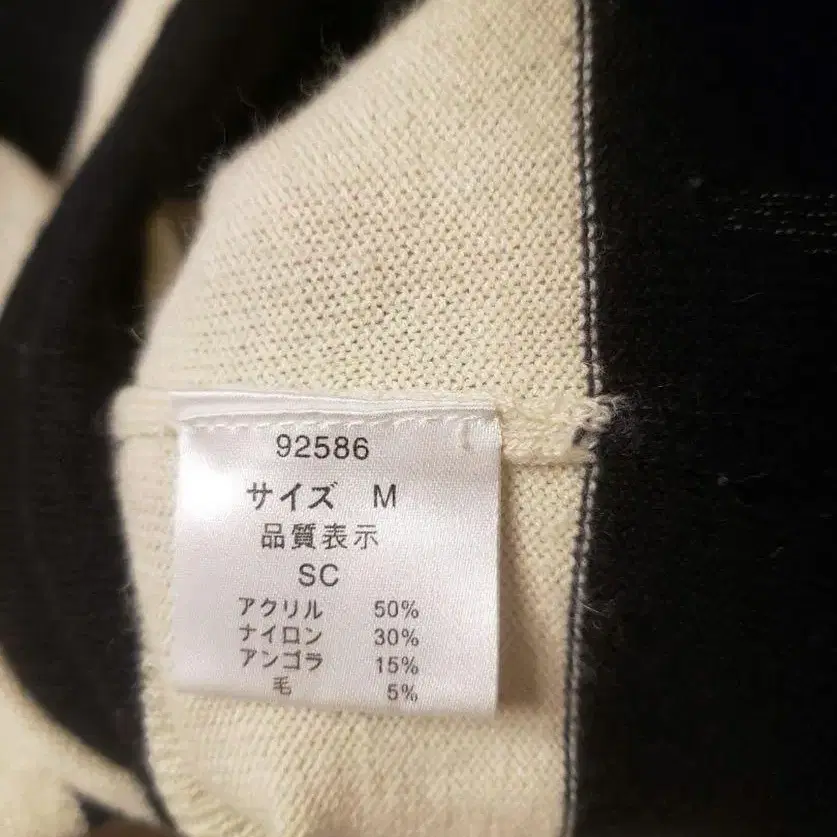 92586
サイズ M
品質表示
SC
アクリル 50%
ナイロン 30%
アンゴラ 15%
毛 5%